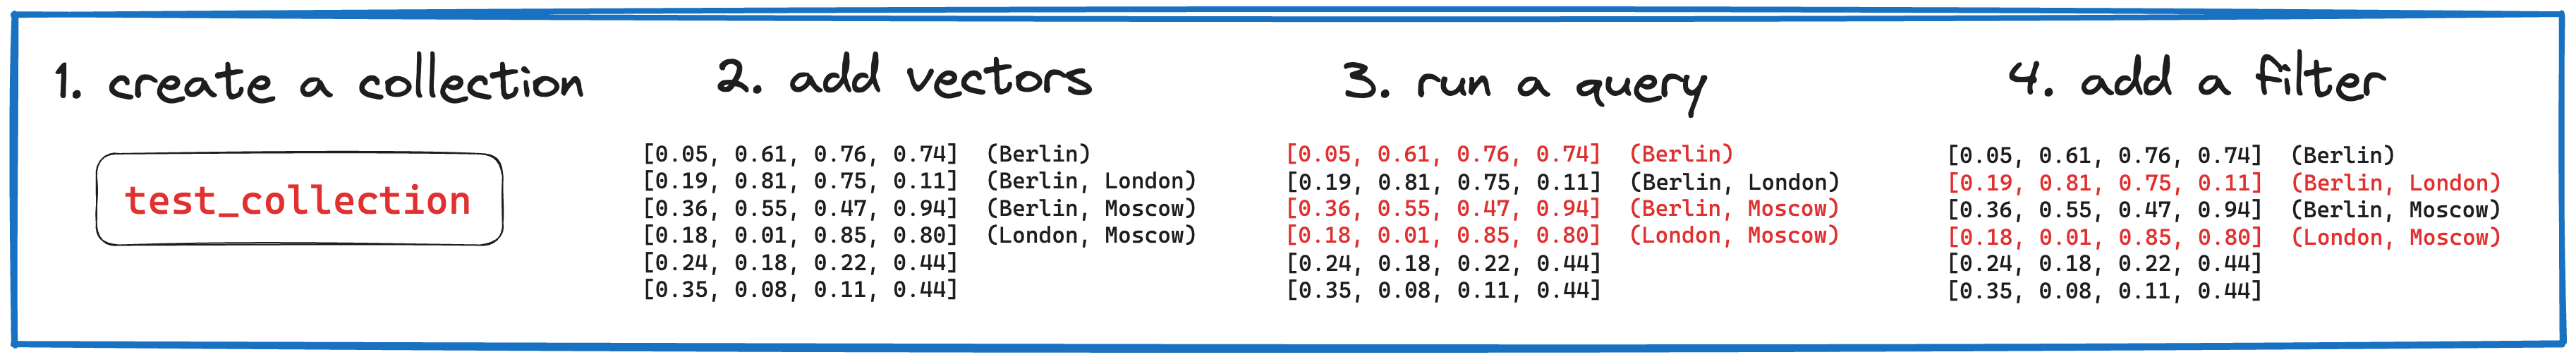 1. create a collection
test_collection
2. add vectors
[0.05, 0.61, 0.76, 0.74] (Berlin)
[0.19, 0.81, 0.75, 0.11] (Berlin, London)
[0.36, 0.55, 0.47, 0.94] (Berlin, Moscow)
[0.18, 0.01, 0.85, 0.80] (London, Moscow)
[0.24, 0.18, 0.22, 0.44]
[0.35, 0.08, 0.11, 0.44]
3. run a query
[0.05, 0.61, 0.76, 0.74] (Berlin)
[0.19, 0.81, 0.75, 0.11] (Berlin, London)
[0.36, 0.55, 0.47, 0.94] (Berlin, Moscow)
[0.18, 0.01, 0.85, 0.80] (London, Moscow)
[0.24, 0.18, 0.22, 0.44]
[0.35, 0.08, 0.11, 0.44]
4. add a filter
[0.05, 0.61, 0.76, 0.74] (Berlin)
[0.19, 0.81, 0.75, 0.11] (Berlin, London)
[0.36, 0.55, 0.47, 0.94] (Berlin, Moscow)
[0.18, 0.01, 0.85, 0.80] (London, Moscow)
[0.24, 0.18, 0.22, 0.44]
[0.35, 0.08, 0.11, 0.44]